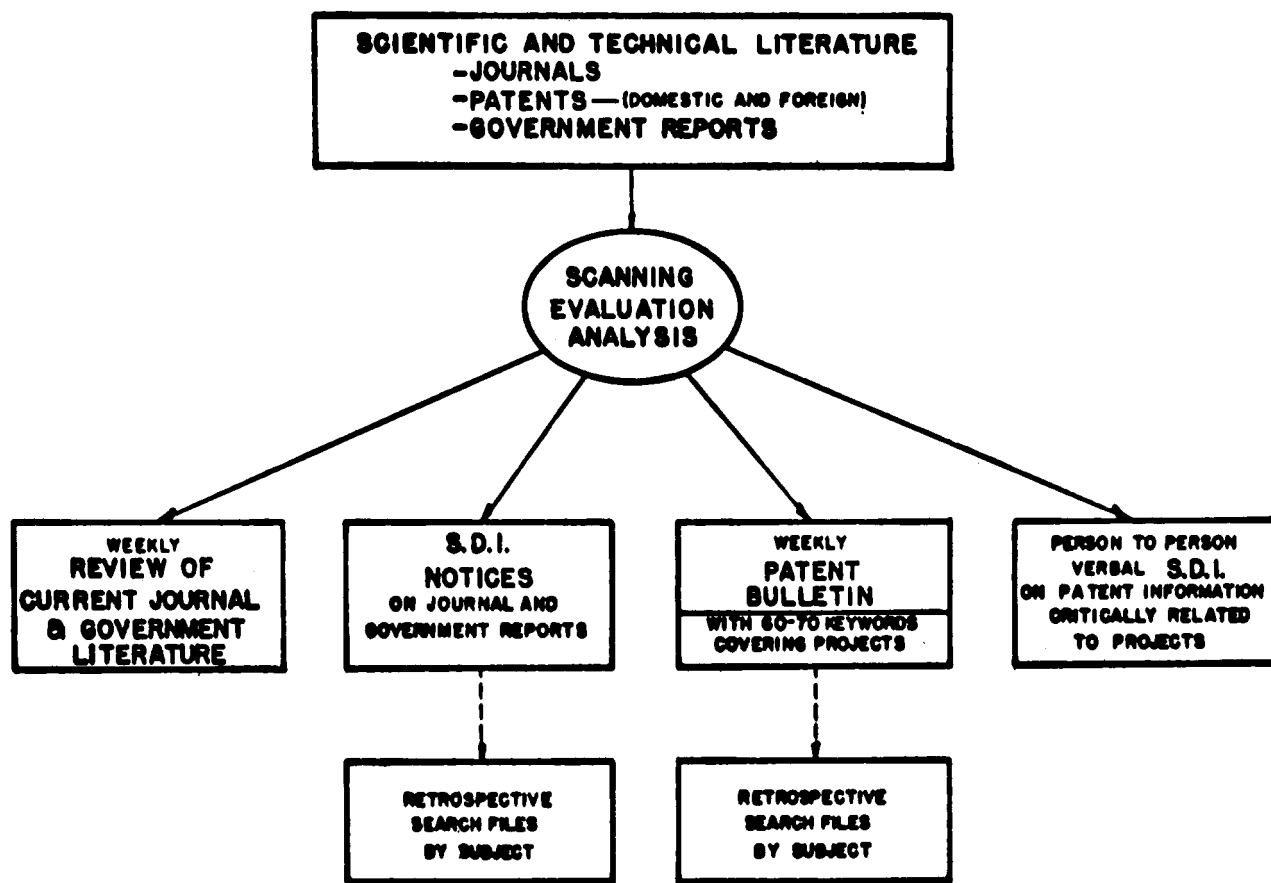 SCIENTIFIC AND TECHNICAL LITERATURE
-JOURNALS
-PATENTS—(DOMESTIC AND FOREIGN)
-GOVERNMENT REPORTS
SCANNING
EVALUATION
ANALYSIS
WEEKLY
REVIEW OF
CURRENT JOURNAL
& GOVERNMENT
LITERATURE
S.D.I.
NOTICES
ON JOURNAL AND
GOVERNMENT REPORTS
WEEKLY
PATENT
BULLETIN
WITH 60-70 KEYWORDS
COVERING PROJECTS
PERSON TO PERSON
VERBAL S.D.I.
ON PATENT INFORMATION
CRITICALLY RELATED
TO PROJECTS
RETROSPECTIVE
SEARCH FILES
BY SUBJECT
RETROSPECTIVE
SEARCH FILES
BY SUBJECT